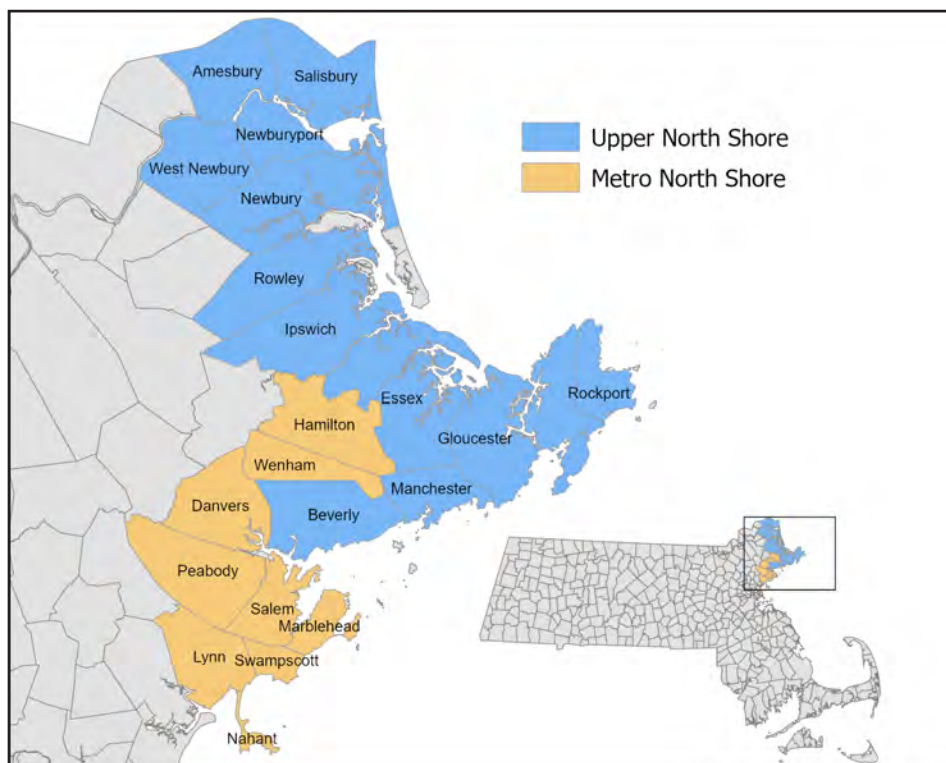 Amesbury
Salisbury
Newburyport
West Newbury
Newbury
Rowley
Ipswich
Essex
Rockport
Hamilton
Gloucester
Wenham
Manchester
Danvers
Beverly
Peabody
Salem
Marblehead
Lynn
Swampscott
Nahant
Upper North Shore
Metro North Shore